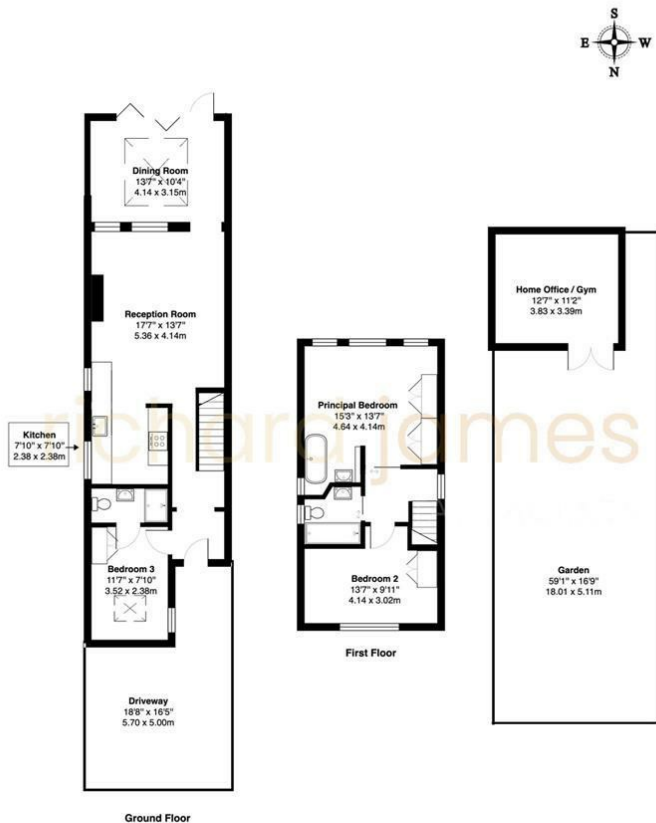 S
E W
N
Dining Room
13'7" x 10'4"
4.14 x 3.15m
Reception Room
17'7" x 13'7"
5.36 x 4.14m
Kitchen
7'10" x 7'10"
2.38 x 2.38m
Bedroom 3
11'7" x 7'10"
3.52 x 2.38m
Driveway
18'8" x 16'5"
5.70 x 5.00m
Ground Floor
Principal Bedroom
15'3" x 13'7"
4.64 x 4.14m
Bedroom 2
13'7" x 9'11"
4.14 x 3.02m
First Floor
Home Office / Gym
12'7" x 11'2"
3.83 x 3.39m
Garden
59'1" x 16'9"
18.01 x 5.11m
richard james